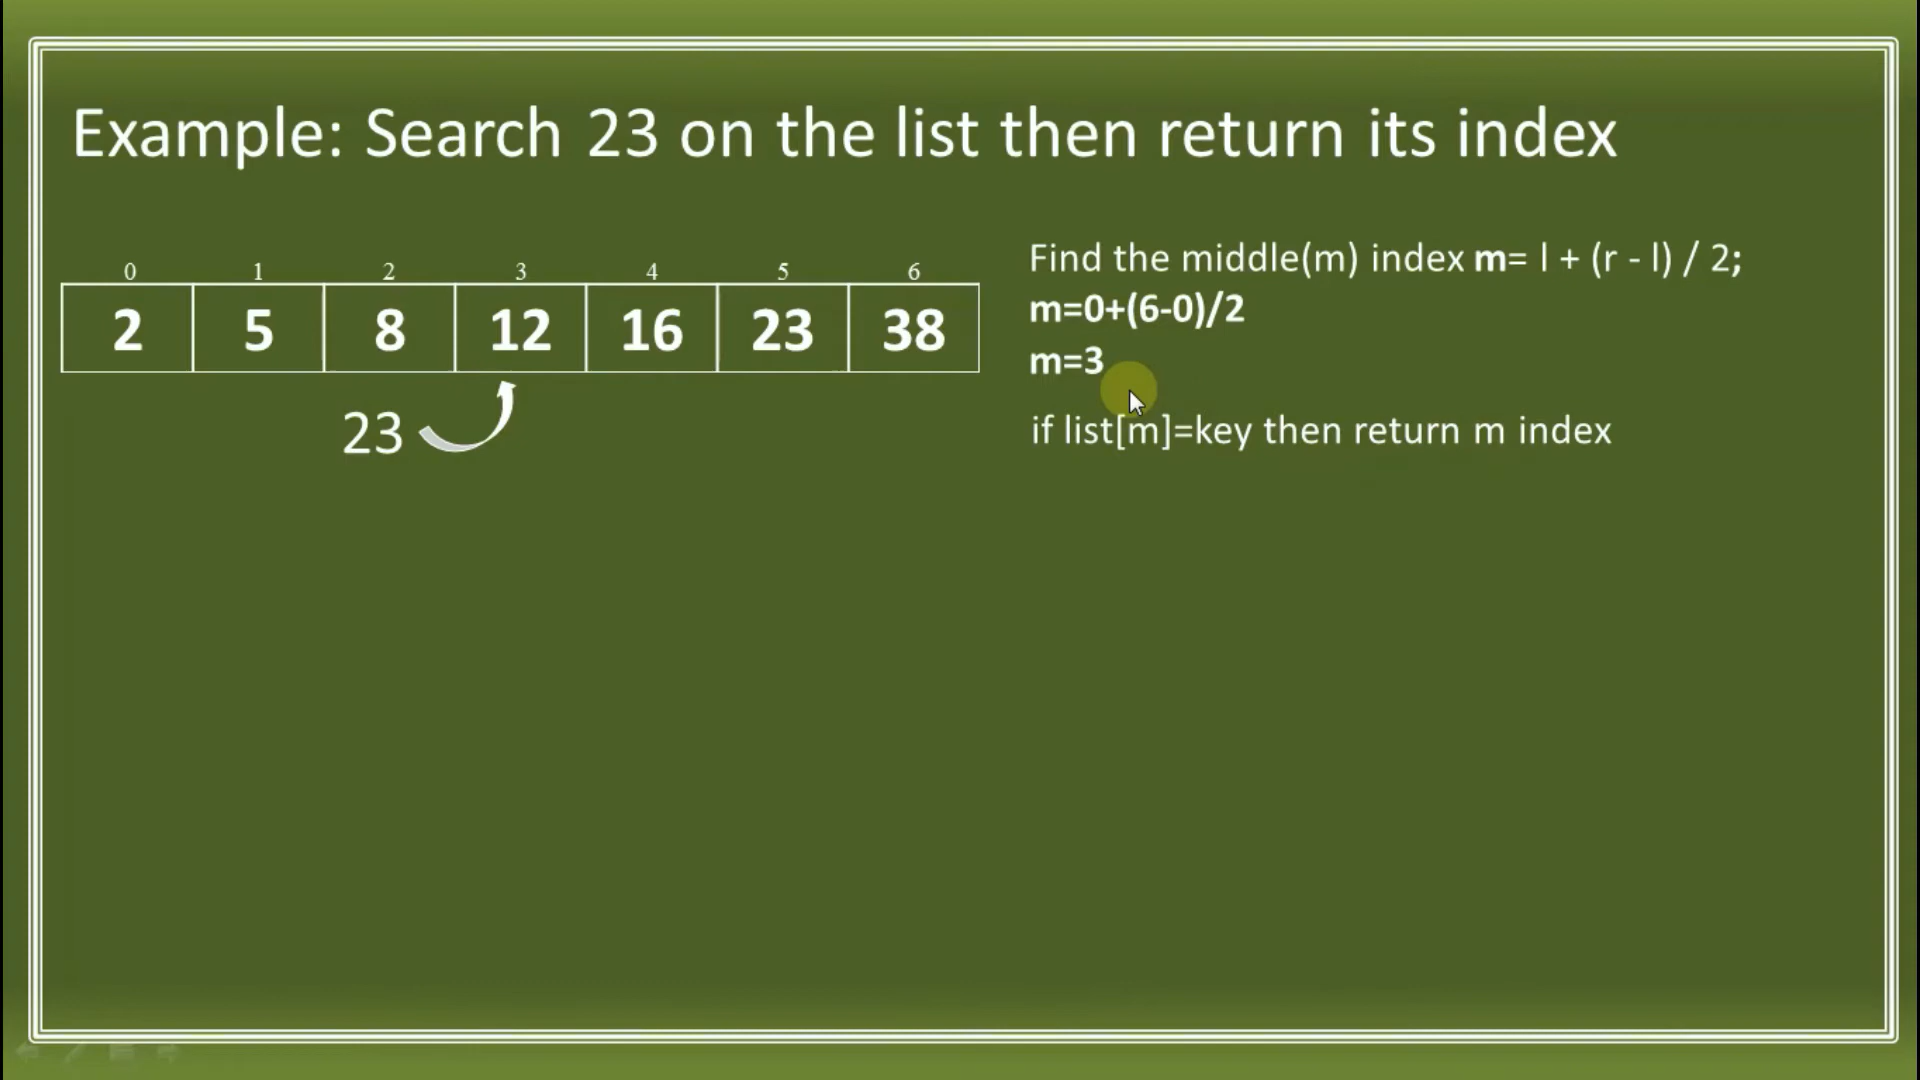 Example: Search 23 on the list then return its index
0 1 2 3 4 5 6
2 5 8 12 16 23 38
23
Find the middle(m) index m= l + (r - l) / 2;
m=0+(6-0)/2
m=3
if list[m]=key then return m index